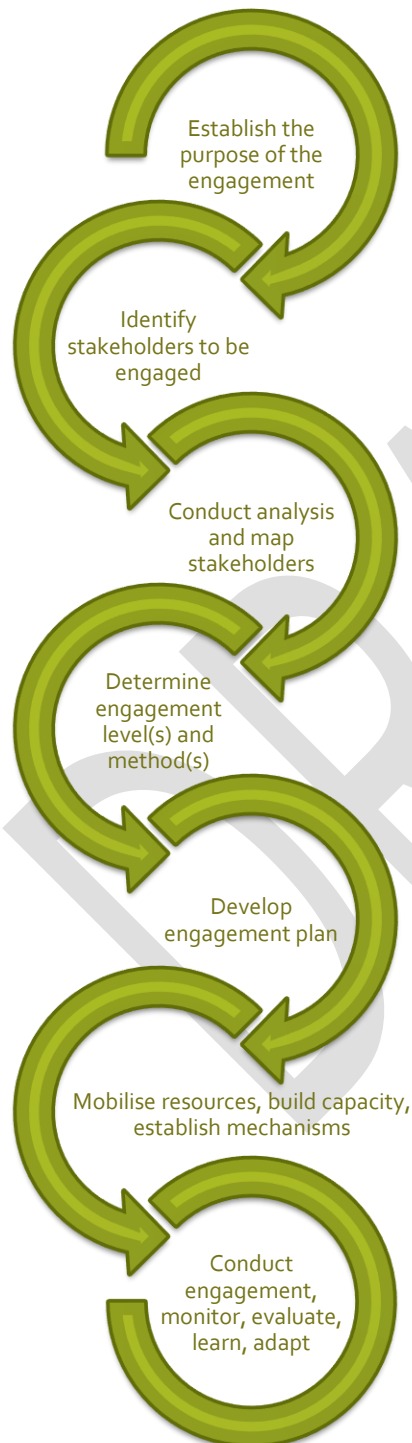 Establish the
purpose of the
engagement
Identify
stakeholders to be
engaged
Conduct analysis
and map
stakeholders
Determine
engagement
level(s) and
method(s)
Develop
engagement plan
Mobilise resources, build capacity,
establish mechanisms
Conduct
engagement,
monitor, evaluate,
learn, adapt